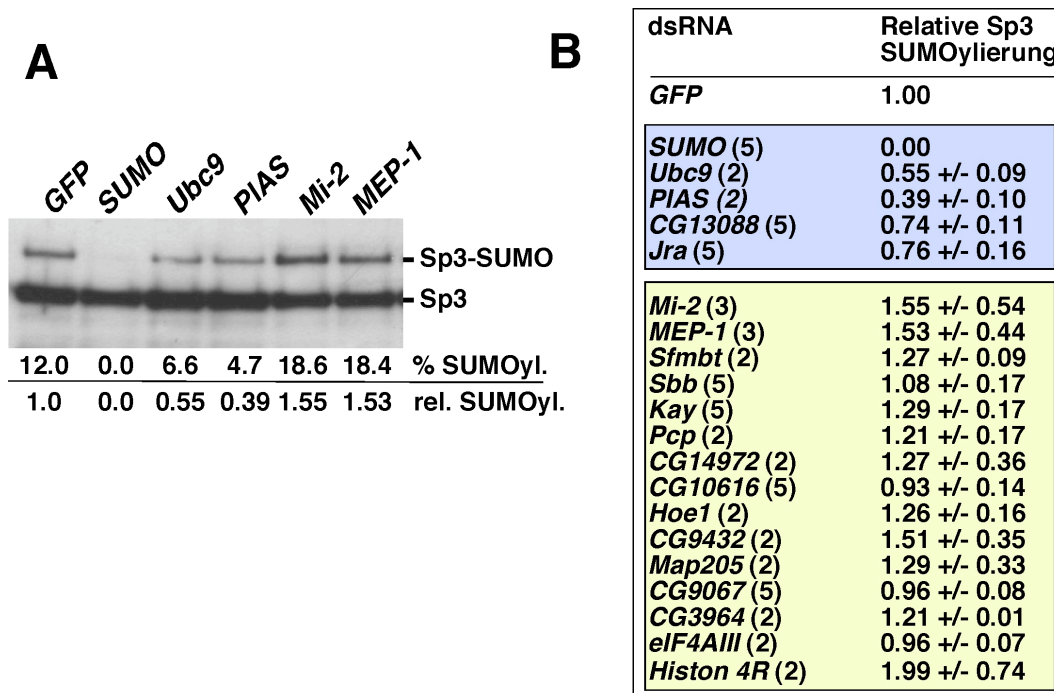 A
GFP SUMO Ubc9 PIAS Mi-2 MEP-1
Sp3-SUMO
Sp3
12.0 0.0 6.6 4.7 18.6 18.4 % SUMOyl.
1.0 0.0 0.55 0.39 1.55 1.53 rel. SUMOyl.
B
dsRNA Relative Sp3
SUMOylierung
GFP 1.00
SUMO (5) 0.00
Ubc9 (2) 0.55 +/- 0.09
PIAS (2) 0.39 +/- 0.10
CG13088 (5) 0.74 +/- 0.11
Jra (5) 0.76 +/- 0.16
Mi-2 (3) 1.55 +/- 0.54
MEP-1 (3) 1.53 +/- 0.44
Sfmbt (2) 1.27 +/- 0.09
Sbb (5) 1.08 +/- 0.17
Kay (5) 1.29 +/- 0.17
Pcp (2) 1.21 +/- 0.17
CG14972 (2) 1.27 +/- 0.36
CG10616 (5) 0.93 +/- 0.14
Hoe1 (2) 1.26 +/- 0.16
CG9432 (2) 1.51 +/- 0.35
Map205 (2) 1.29 +/- 0.33
CG9067 (5) 0.96 +/- 0.08
CG3964 (2) 1.21 +/- 0.01
eIF4AIII (2) 0.96 +/- 0.07
Histon 4R (2) 1.99 +/- 0.74